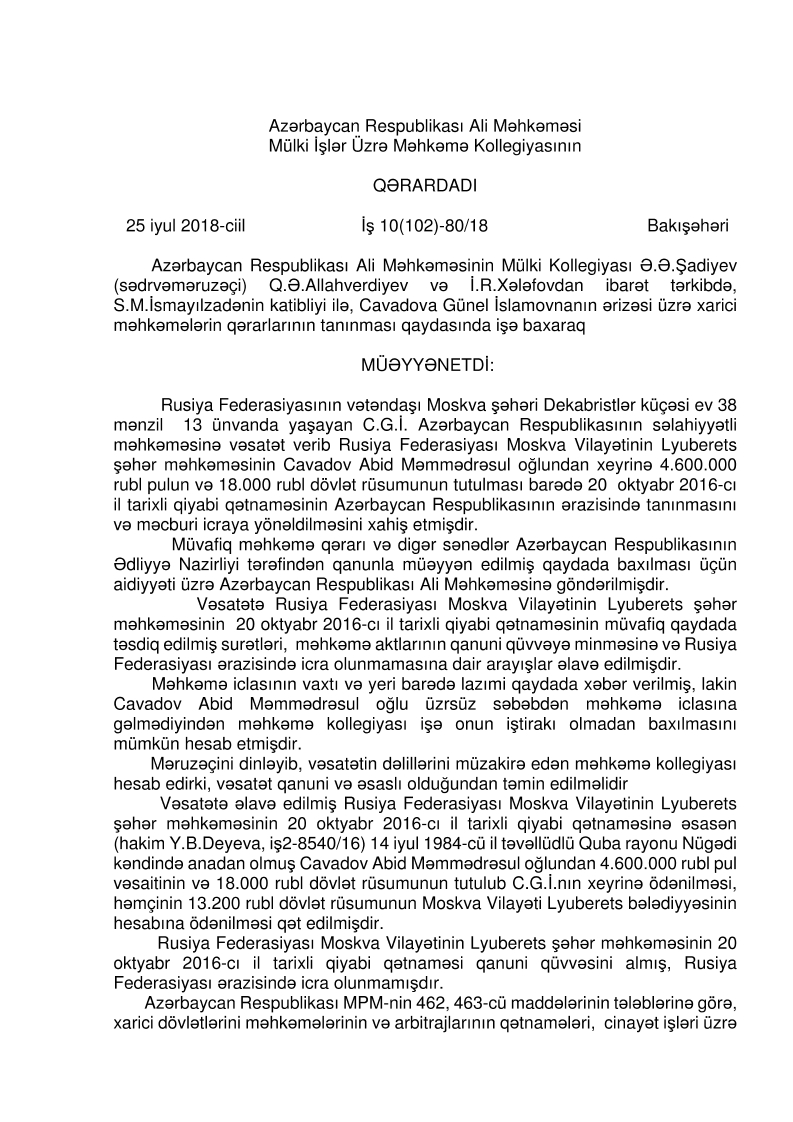 Azərbaycan Respublikası Ali Məhkəməsi
Mülki İşlər Üzrə Məhkəmə Kollegiyasının
QƏRARDADI
25 iyul 2018-ciil İş 10(102)-80/18 Bakışəhəri
Azərbaycan Respublikası Ali Məhkəməsinin Mülki Kollegiyası Ə.Ə.Şadiyev
(sədrvəməruzəçi) Q.Ə.Allahverdiyev və İ.R.Xələfovdan ibarət tərkibdə,
S.M.İsmayılzadənin katibliyi ilə, Cavadova Günel İslamovnanın ərizəsi üzrə xarici
məhkəmələrin qərarlarının tanınması qaydasında işə baxaraq
MÜƏYYƏNETDİ:
Rusiya Federasiyasının vətəndaşı Moskva şəhəri Dekabristlər küçəsi ev 38
mənzil 13 ünvanda yaşayan C.G.İ. Azərbaycan Respublikasının səlahiyyətli
məhkəməsinə vəsatət verib Rusiya Federasiyası Moskva Vilayətinin Lyuberets
şəhər məhkəməsinin Cavadov Abid Məmmədrəsul oğlundan xeyrinə 4.600.000
rubl pulun və 18.000 rubl dövlət rüsumunun tutulması barədə 20 oktyabr 2016-cı
il tarixli qiyabi qətnaməsinin Azərbaycan Respublikasının ərazisində tanınmasını
və məcburi icraya yönəldilməsini xahiş etmişdir.
Müvafiq məhkəmə qərarı və digər sənədlər Azərbaycan Respublikasının
Ədliyyə Nazirliyi tərəfindən qanunla müəyyən edilmiş qaydada baxılması üçün
aidiyyəti üzrə Azərbaycan Respublikası Ali Məhkəməsinə göndərilmişdir.
Vəsatətə Rusiya Federasiyası Moskva Vilayətinin Lyuberets şəhər
məhkəməsinin 20 oktyabr 2016-cı il tarixli qiyabi qətnaməsinin müvafiq qaydada
təsdiq edilmiş surətləri, məhkəmə aktlarının qanuni qüvvəyə minməsinə və Rusiya
Federasiyası ərazisində icra olunmamasına dair arayışlar əlavə edilmişdir.
Məhkəmə iclasının vaxtı və yeri barədə lazımi qaydada xəbər verilmiş, lakin
Cavadov Abid Məmmədrəsul oğlu üzrsüz səbəbdən məhkəmə iclasına
gəlmədiyindən məhkəmə kollegiyası işə onun iştirakı olmadan baxılmasını
mümkün hesab etmişdir.
Məruzəçini dinləyib, vəsatətin dəlillərini müzakirə edən məhkəmə kollegiyası
hesab edirki, vəsatət qanuni və əsaslı olduğundan təmin edilməlidir
Vəsatətə əlavə edilmiş Rusiya Federasiyası Moskva Vilayətinin Lyuberets
şəhər məhkəməsinin 20 oktyabr 2016-cı il tarixli qiyabi qətnaməsinə əsasən
(hakim Y.B.Deyeva, iş2-8540/16) 14 iyul 1984-cü il təvəllüdlü Quba rayonu Nügədi
kəndində anadan olmuş Cavadov Abid Məmmədrəsul oğlundan 4.600.000 rubl pul
vəsaitinin və 18.000 rubl dövlət rüsumunun tutulub C.G.İ.nın xeyrinə ödənilməsi,
həmçinin 13.200 rubl dövlət rüsumunun Moskva Vilayəti Lyuberets bələdiyyəsinin
hesabına ödənilməsi qət edilmişdir.
Rusiya Federasiyası Moskva Vilayətinin Lyuberets şəhər məhkəməsinin 20
oktyabr 2016-cı il tarixli qiyabi qətnaməsi qanuni qüvvəsini almış, Rusiya
Federasiyası ərazisində icra olunmamışdır.
Azərbaycan Respublikası MPM-nin 462, 463-cü maddələrinin tələblərinə görə,
xarici dövlətlərini məhkəmələrinin və arbitrajlarının qətnamələri, cinayət işləri üzrə